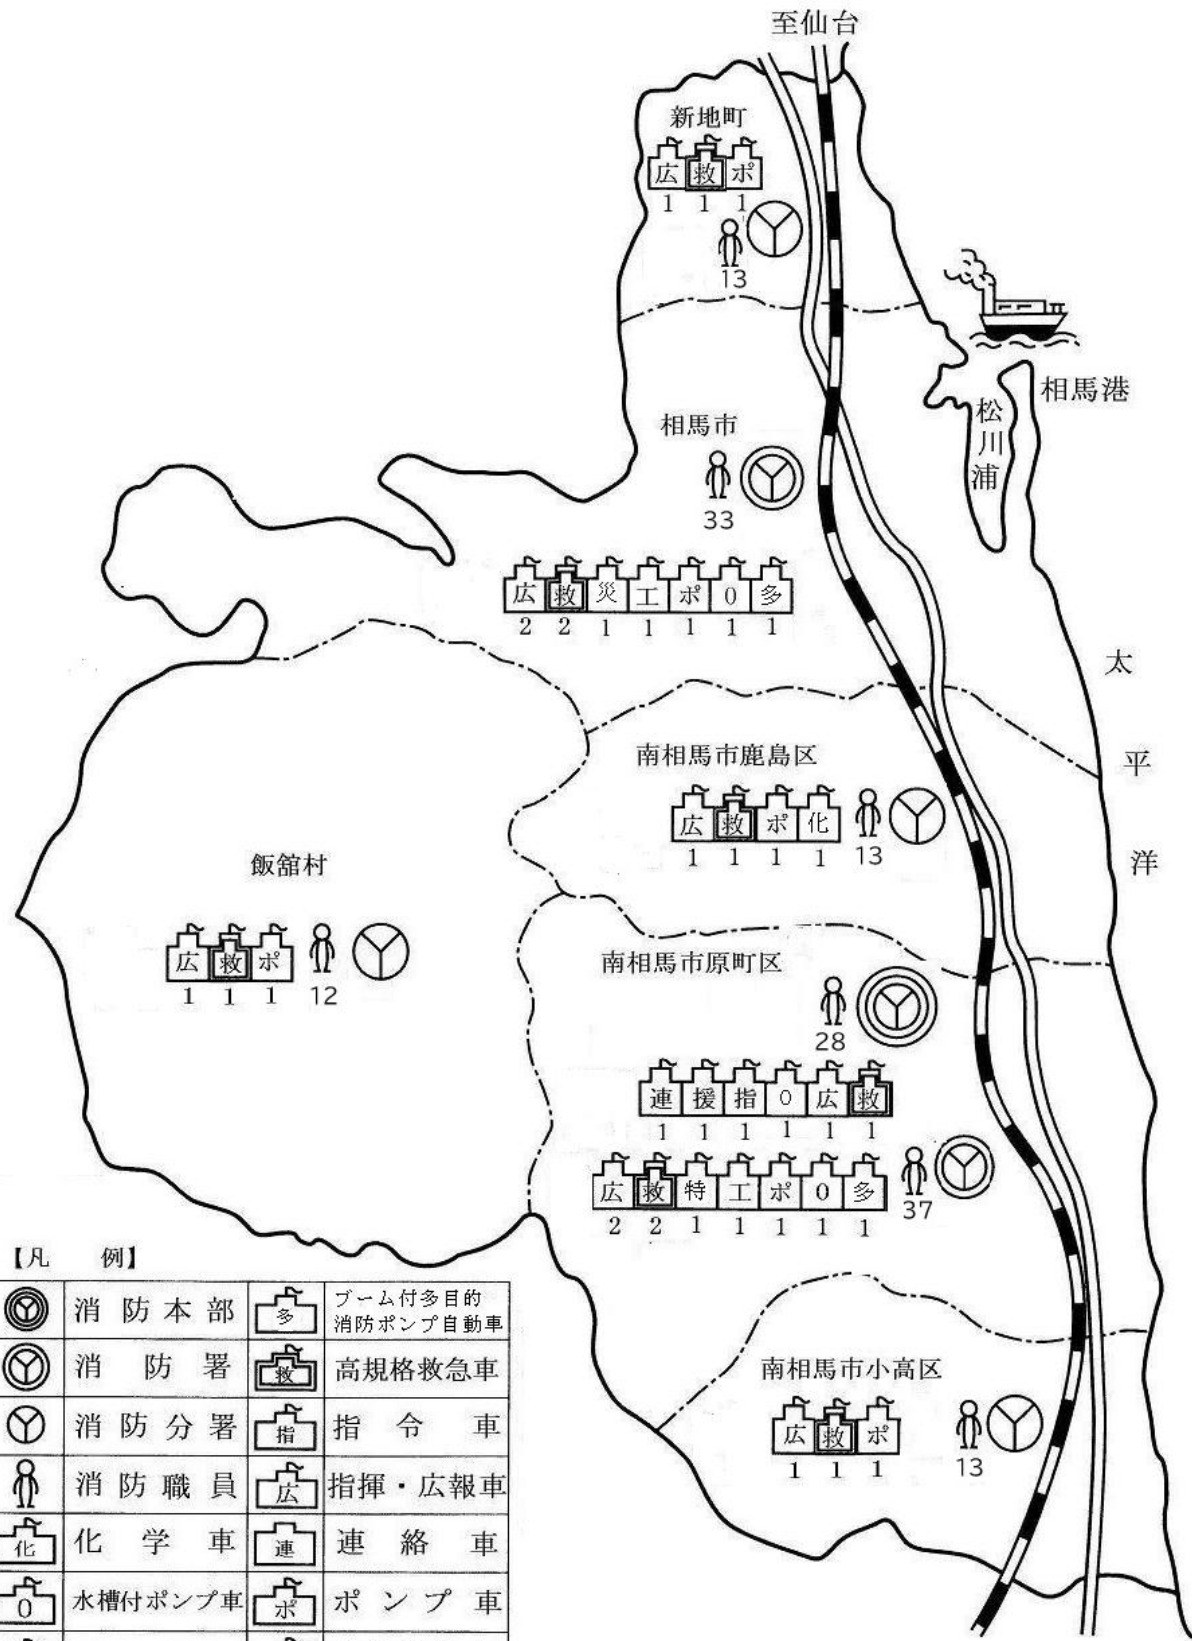 至仙台
新地町
広 救 ポ
1 1 1
13
相馬港
松川浦
相馬市
33
広 救 災 工 ポ 0 多
2 2 1 1 1 1 1
太平洋
南相馬市鹿島区
広 救 ポ 化
1 1 1 1 13
飯舘村
広 救 ポ
1 1 1 12
南相馬市原町区
28
連 援 指 0 広 救
1 1 1 1 1 1
広 救 特 工 ポ 0 多
2 2 1 1 1 1 1 37
南相馬市小高区
広 救 ポ
1 1 1 13
【凡 例】
消防本部 多 ブーム付多目的
消防ポンプ自動車
消防署 救 高規格救急車
消防分署 指 指令車
消防職員 広 指揮・広報車
化 化学車 連 連絡車
0 水槽付ポンプ車 ポ ポンプ車